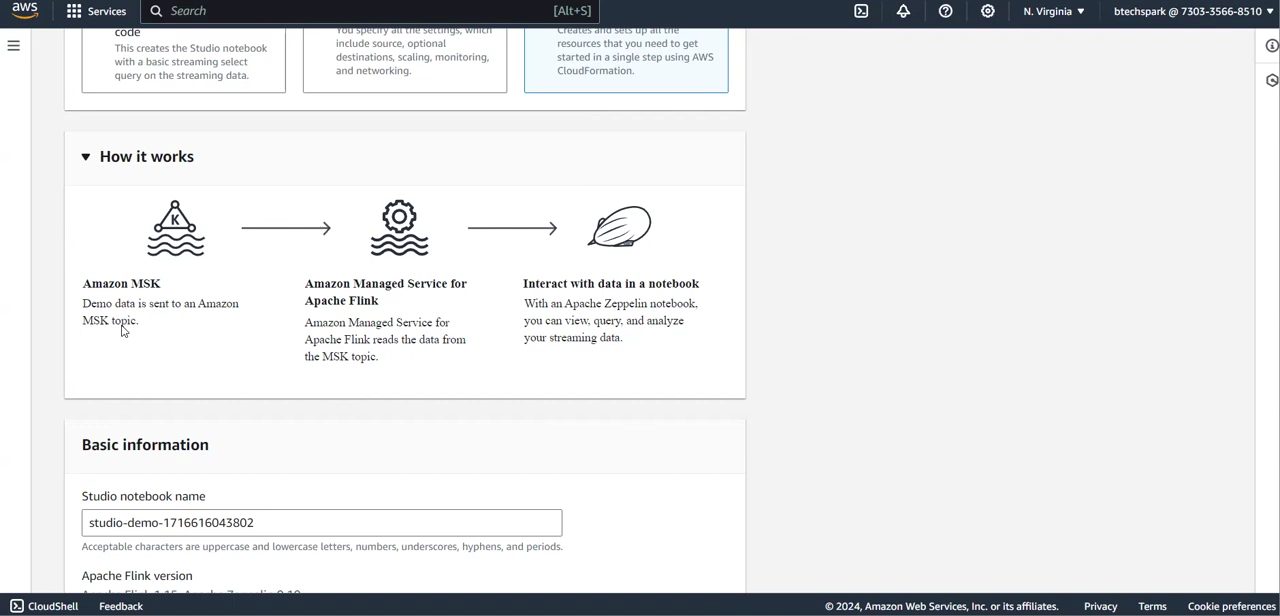 aws
Services
Search
[Alt+S]
N. Virginia
btechspark @ 7303-3566-8510
code
This creates the Studio notebook
with a basic streaming select
query on the streaming data.
You specify all the settings, which
include source, optional
destinations, scaling, monitoring,
and networking.
Creates and sets up all the
resources that you need to get
started in a single step using AWS
CloudFormation.
How it works
K
Amazon MSK
Demo data is sent to an Amazon
MSK topic.
Amazon Managed Service for
Apache Flink
Amazon Managed Service for
Apache Flink reads the data from
the MSK topic.
Interact with data in a notebook
With an Apache Zeppelin notebook,
you can view, query, and analyze
your streaming data.
Basic information
Studio notebook name
studio-demo-1716616043802
Acceptable characters are uppercase and lowercase letters, numbers, underscores, hyphens, and periods.
Apache Flink version
CloudShell
Feedback
© 2024, Amazon Web Services, Inc. or its affiliates.
Privacy
Terms
Cookie preferences